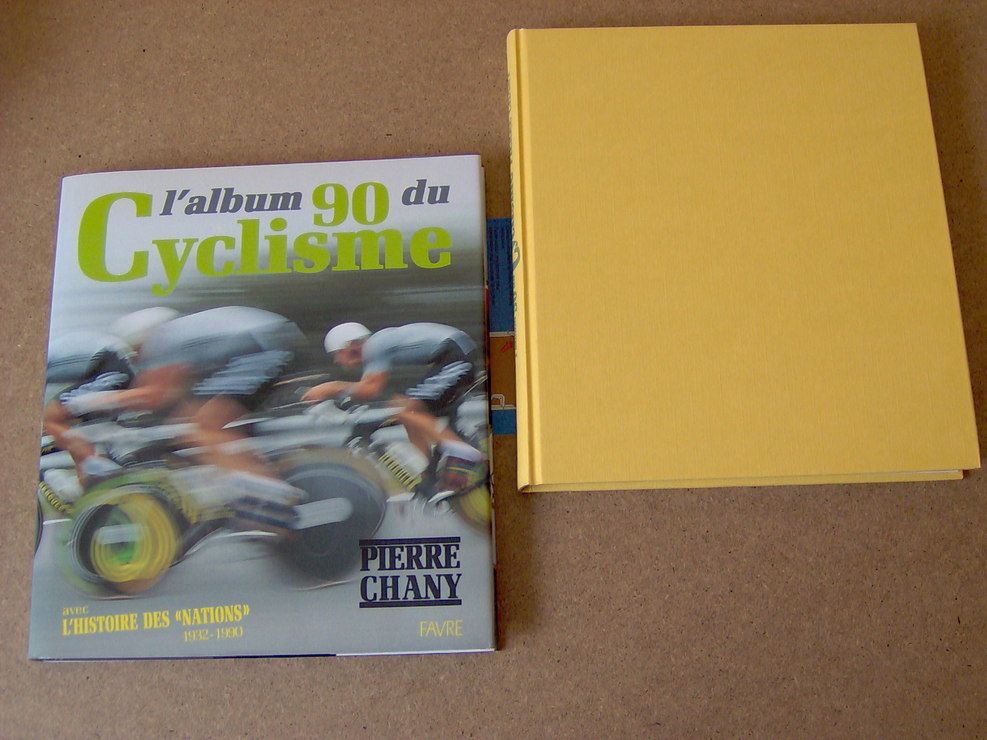 l'album 90 du
Cyclisme
PIERRE
CHANY
avec
L'HISTOIRE DES «NATIONS»
1932-1990
FAVRE